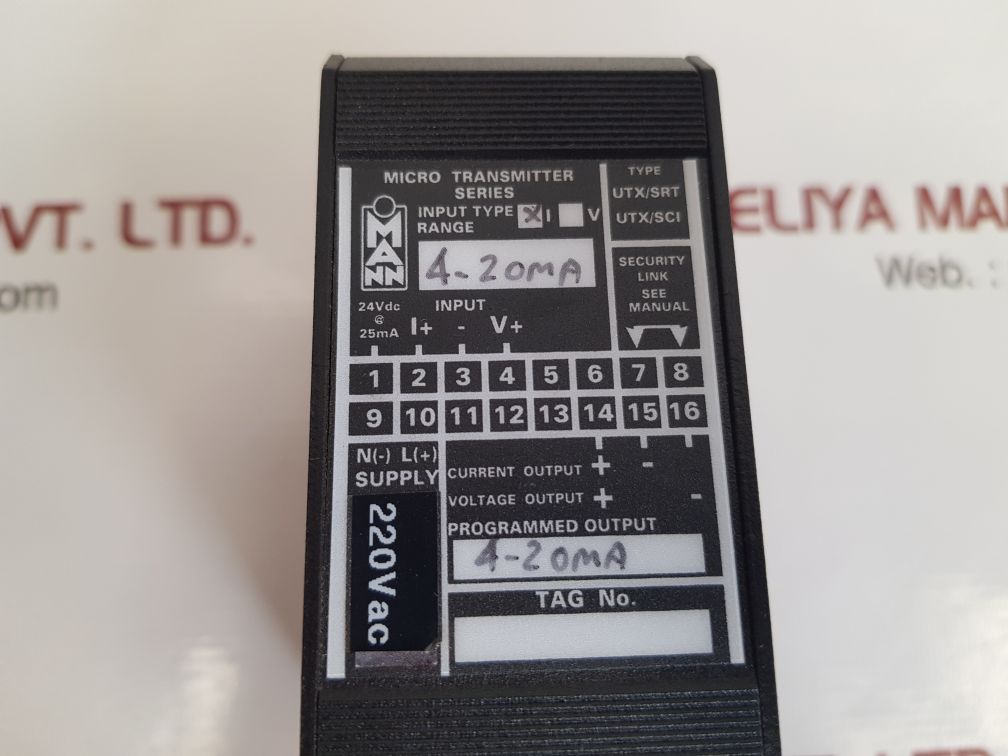 VT. LTD.
om
ELIYA MA
Web. :
MICRO TRANSMITTER
SERIES
IMANN
INPUT TYPE X I V
RANGE
4-20MA
TYPE
UTX/SRT
UTX/SCI
SECURITY
LINK
SEE
MANUAL
24Vdc
@
25mA
INPUT
I+ - V+
1 2 3 4 5 6 7 8
9 10 11 12 13 14 15 16
N(-) L(+)
SUPPLY
220Vac
CURRENT OUTPUT + -
VOLTAGE OUTPUT + -
PROGRAMMED OUTPUT
4-20MA
TAG No.